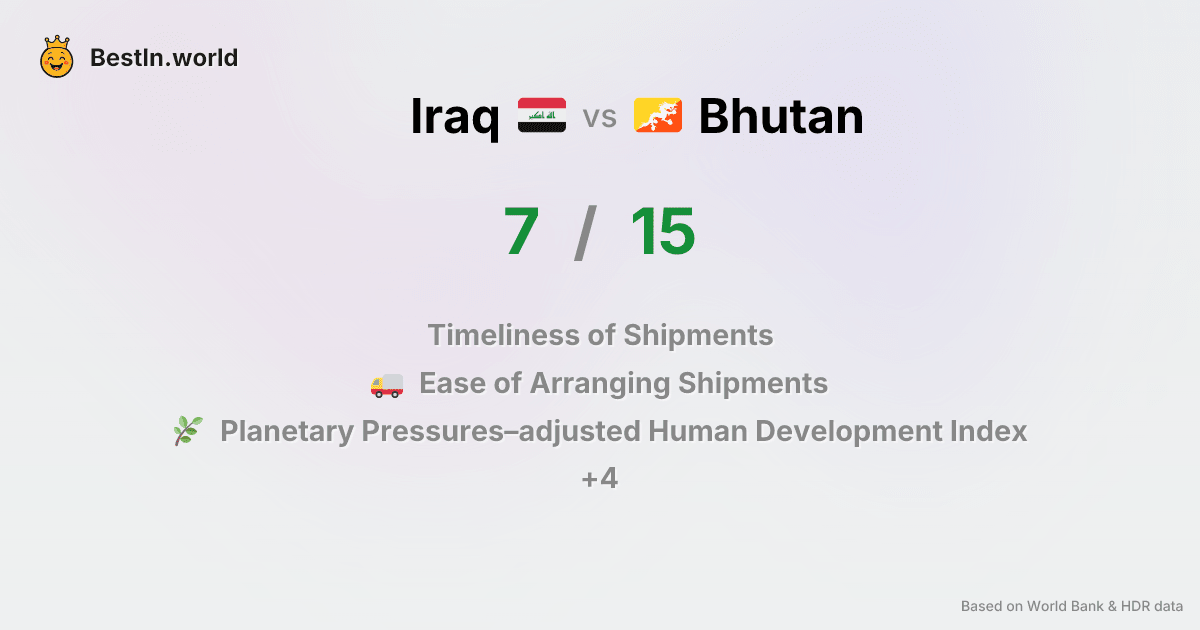 BestIn.world
Iraq vs Bhutan
7 / 15
Timeliness of Shipments
Ease of Arranging Shipments
Planetary Pressures–adjusted Human Development Index
+4
Based on World Bank & HDR data